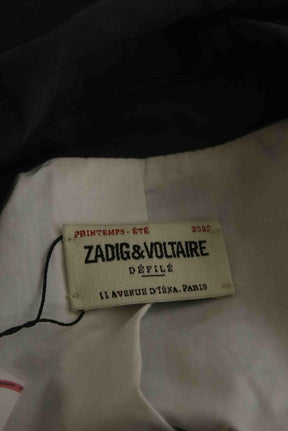 PRINTEMPS-ÉTÉ 2020
ZADIG&VOLTAIRE
DÉFILÉ
11 AVENUE D'IÉNA. PARIS